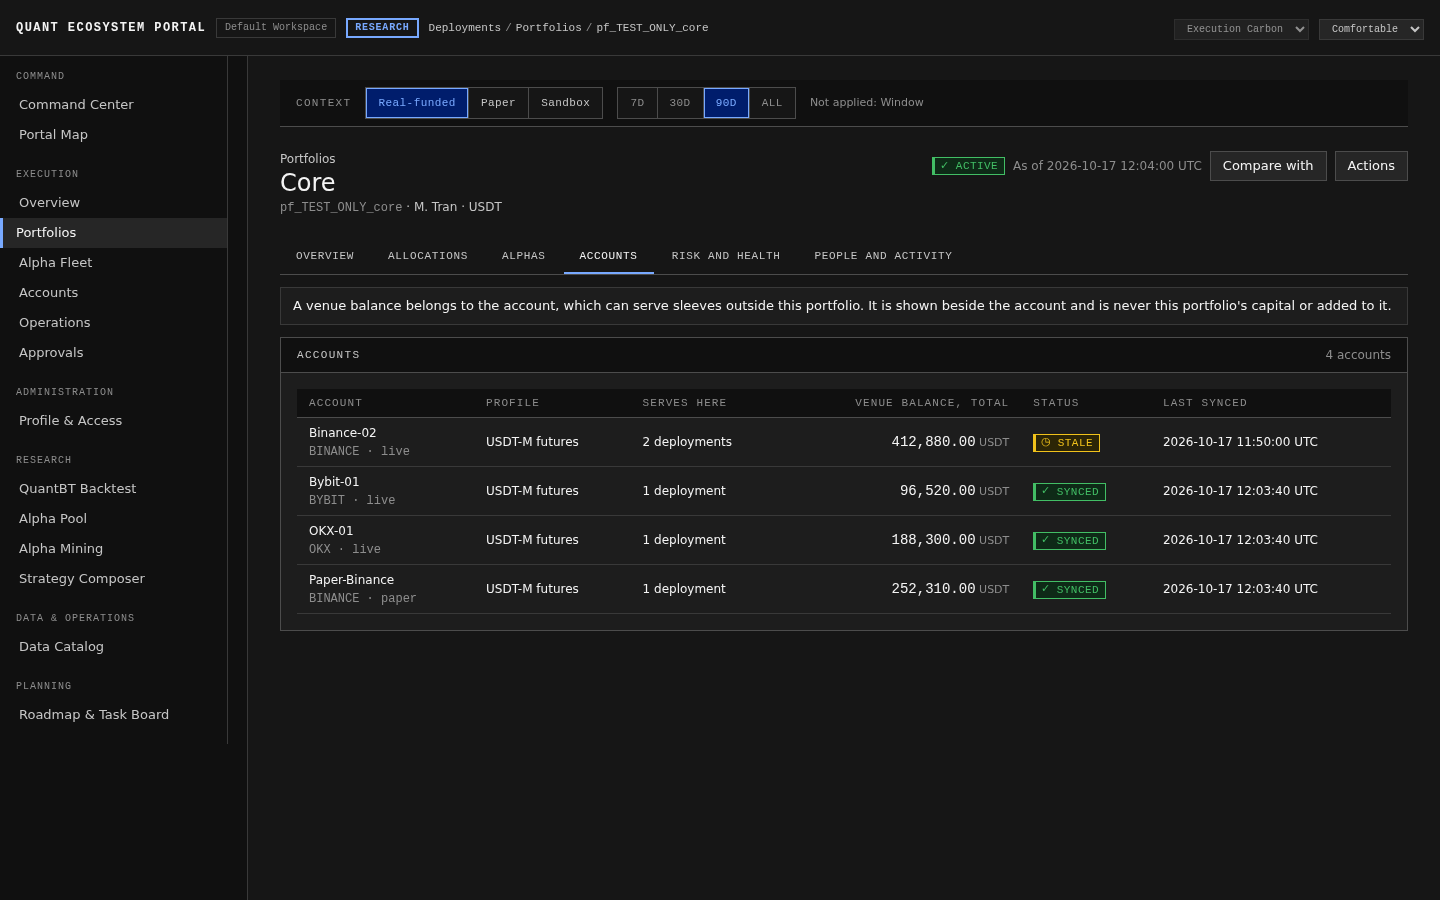 QUANT ECOSYSTEM PORTAL Default Workspace RESEARCH Deployments / Portfolios / pf_TEST_ONLY_core Execution Carbon Comfortable
COMMAND
Command Center
Portal Map
EXECUTION
Overview
Portfolios
Alpha Fleet
Accounts
Operations
Approvals
ADMINISTRATION
Profile & Access
RESEARCH
QuantBT Backtest
Alpha Pool
Alpha Mining
Strategy Composer
DATA & OPERATIONS
Data Catalog
PLANNING
Roadmap & Task Board
CONTEXT Real-funded Paper Sandbox 7D 30D 90D ALL Not applied: Window
Portfolios
Core
pf_TEST_ONLY_core · M. Tran · USDT
✓ ACTIVE As of 2026-10-17 12:04:00 UTC Compare with Actions
OVERVIEW ALLOCATIONS ALPHAS ACCOUNTS RISK AND HEALTH PEOPLE AND ACTIVITY
A venue balance belongs to the account, which can serve sleeves outside this portfolio. It is shown beside the account and is never this portfolio's capital or added to it.
ACCOUNTS 4 accounts
ACCOUNT PROFILE SERVES HERE VENUE BALANCE, TOTAL STATUS LAST SYNCED
Binance-02
BINANCE · live
USDT-M futures 2 deployments 412,880.00 USDT ◷ STALE 2026-10-17 11:50:00 UTC
Bybit-01
BYBIT · live
USDT-M futures 1 deployment 96,520.00 USDT ✓ SYNCED 2026-10-17 12:03:40 UTC
OKX-01
OKX · live
USDT-M futures 1 deployment 188,300.00 USDT ✓ SYNCED 2026-10-17 12:03:40 UTC
Paper-Binance
BINANCE · paper
USDT-M futures 1 deployment 252,310.00 USDT ✓ SYNCED 2026-10-17 12:03:40 UTC